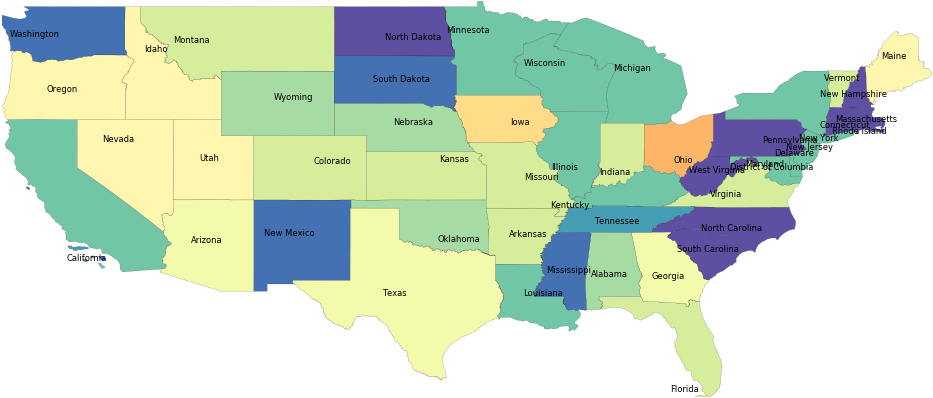 Washington
North Dakota
Minnesota
Montana
Idaho
Maine
Wisconsin
Michigan
South Dakota
Vermont
Oregon
Wyoming
New Hampshire
Nebraska
Iowa
Massachusetts
Connecticut
Rhode Island
Nevada
Pennsylvania
New York
New Jersey
Delaware
Utah
Colorado
Kansas
Ohio
Maryland
District of Columbia
Illinois
Indiana
West Virginia
Missouri
Virginia
Kentucky
Tennessee
North Carolina
New Mexico
Arkansas
Arizona
Oklahoma
South Carolina
California
Mississippi
Alabama
Georgia
Texas
Louisiana
Florida